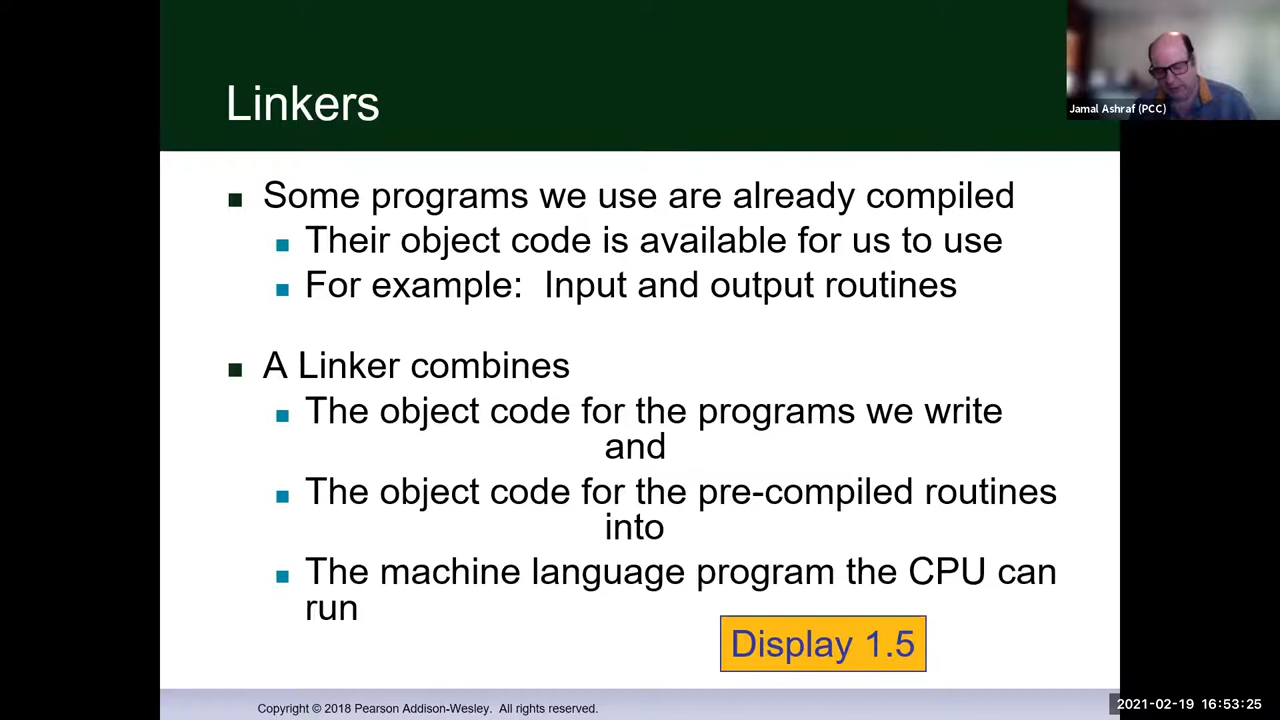 Linkers
Jamal Ashraf (PCC)
Some programs we use are already compiled
Their object code is available for us to use
For example: Input and output routines
A Linker combines
The object code for the programs we write
and
The object code for the pre-compiled routines
into
The machine language program the CPU can
run
Display 1.5
Copyright © 2018 Pearson Addison-Wesley. All rights reserved.
2021-02-19 16:53:25